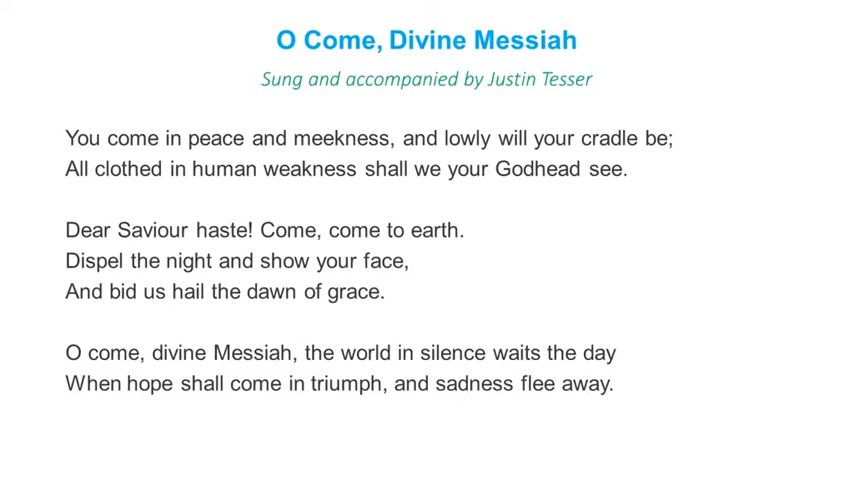 O Come, Divine Messiah
Sung and accompanied by Justin Tesser
You come in peace and meekness, and lowly will your cradle be;
All clothed in human weakness shall we your Godhead see.
Dear Saviour haste! Come, come to earth.
Dispel the night and show your face,
And bid us hail the dawn of grace.
O come, divine Messiah, the world in silence waits the day
When hope shall come in triumph, and sadness flee away.